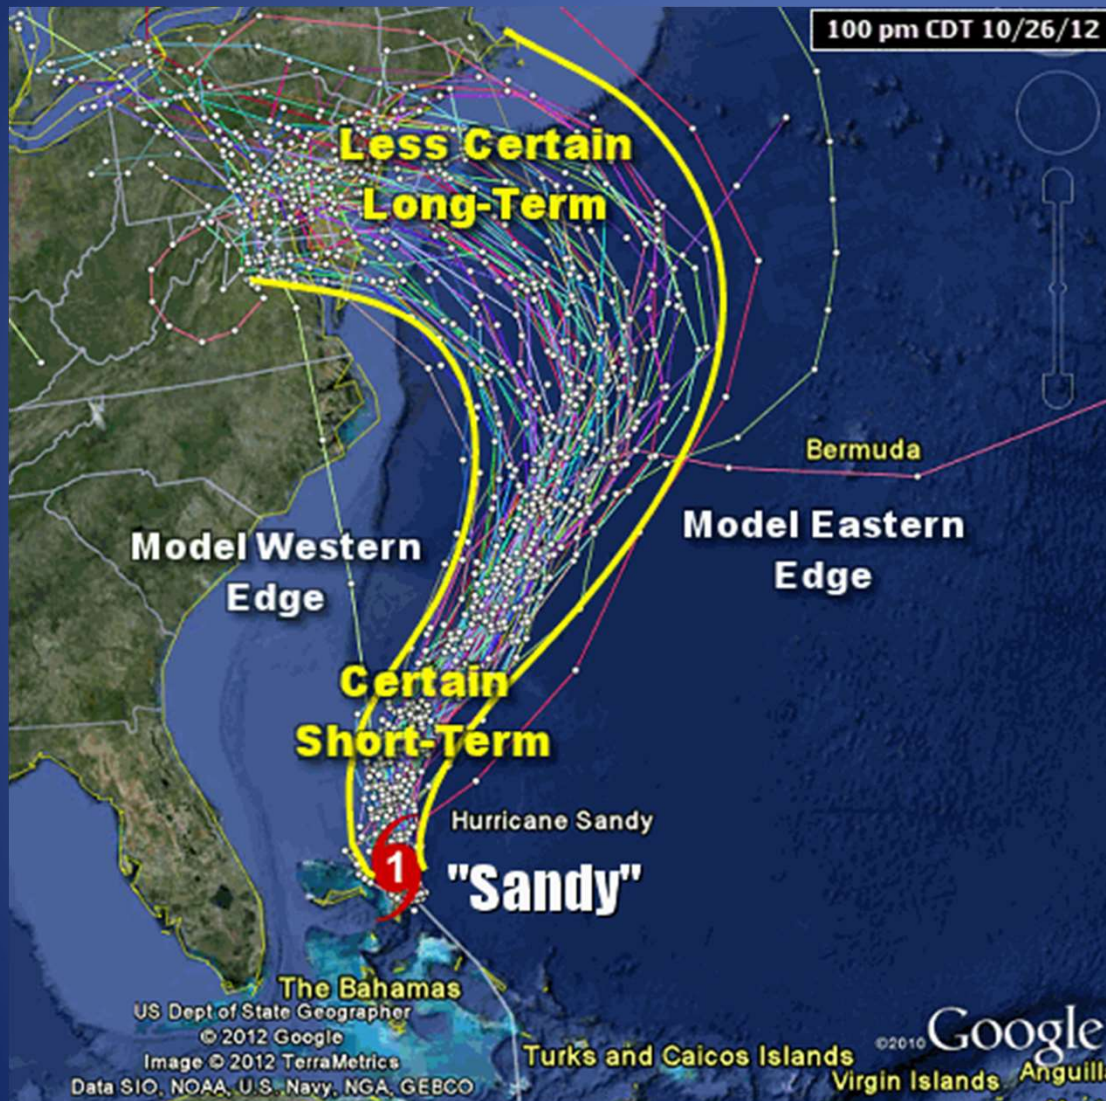 100 pm CDT 10/26/12
Less Certain
Long-Term
Bermuda
Model Western
Edge
Model Eastern
Edge
Certain
Short-Term
Hurricane Sandy
1
"Sandy"
The Bahamas
US Dept of State Geographer
© 2012 Google
Image © 2012 TerraMetrics
Data SIO, NOAA, U.S. Navy, NGA, GEBCO
©2010 Google
Turks and Caicos Islands
Virgin Islands
Anguill